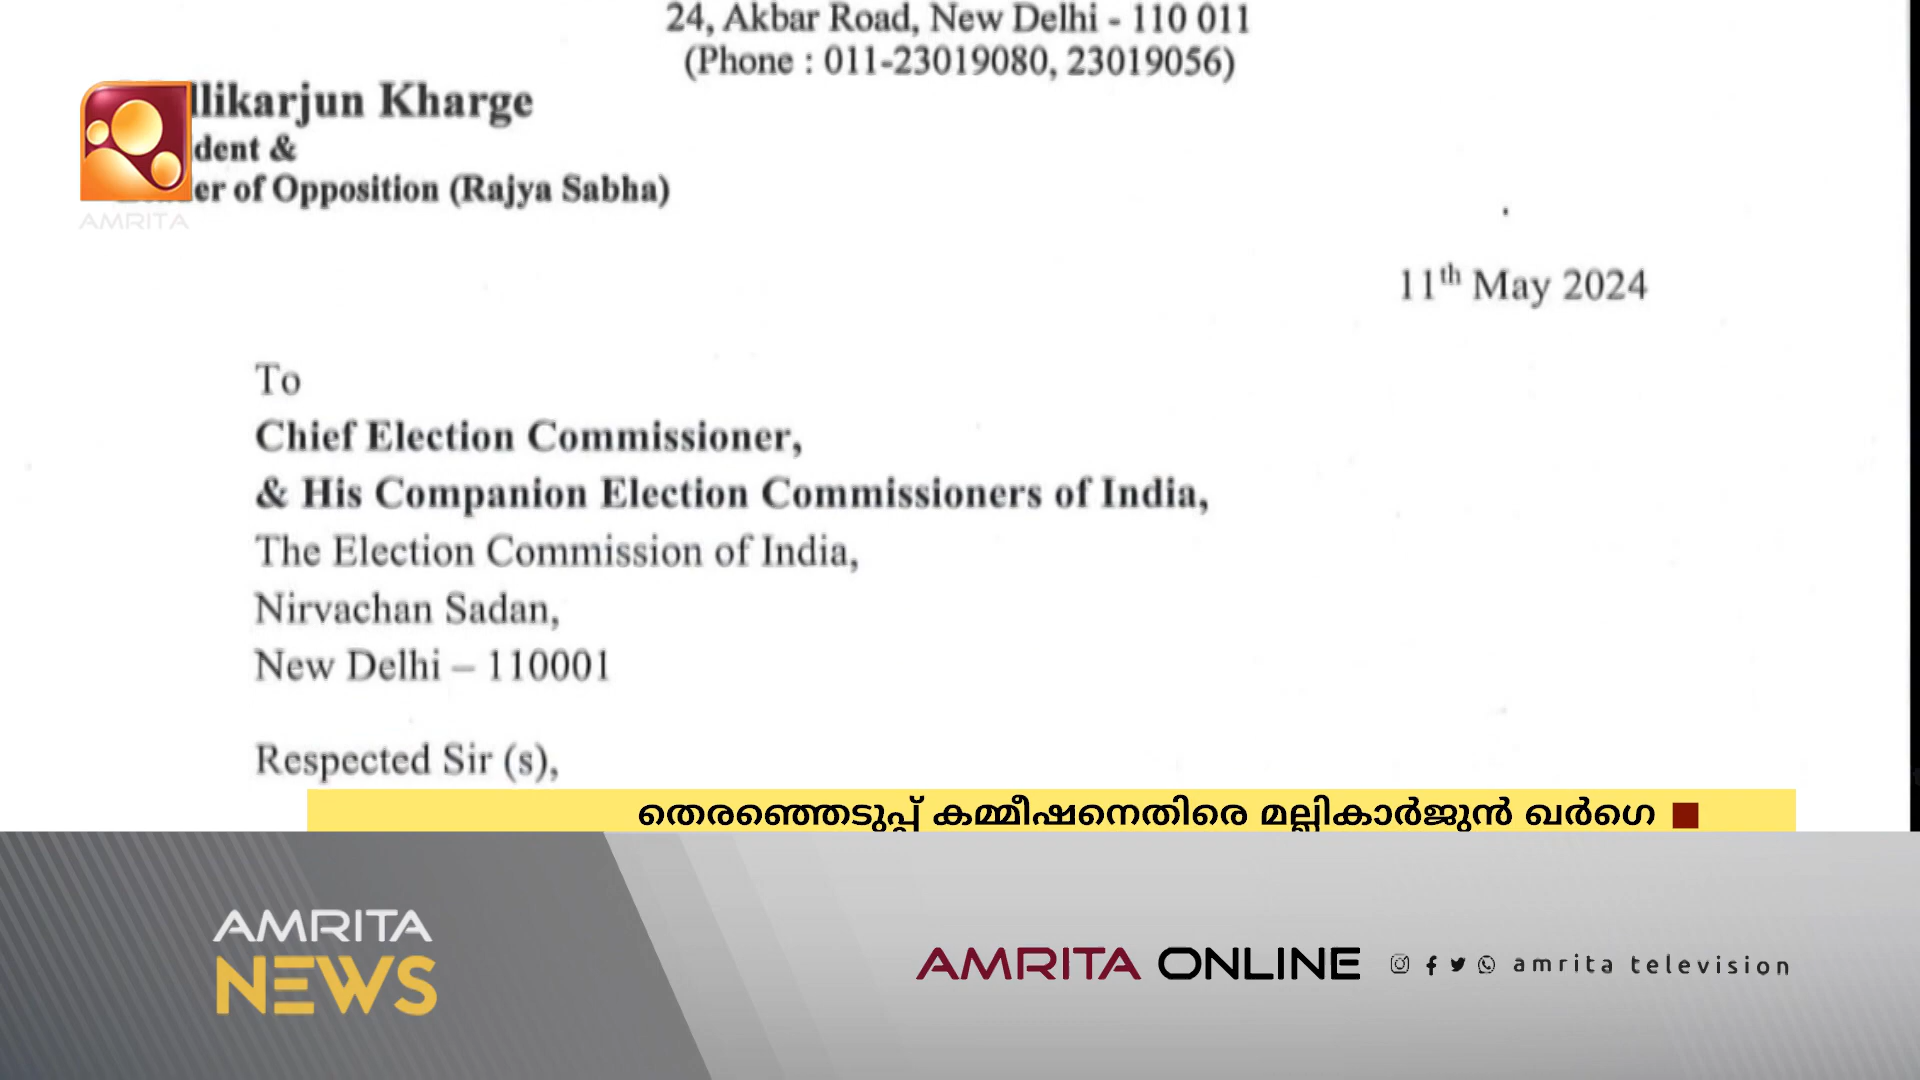 24, Akbar Road, New Delhi - 110 011
(Phone : 011-23019080, 23019056)
llikarjun Kharge
dent &
er of Opposition (Rajya Sabha)
AMRITA
11th May 2024
To
Chief Election Commissioner,
& His Companion Election Commissioners of India,
The Election Commission of India,
Nirvachan Sadan,
New Delhi – 110001
Respected Sir (s),
തെരഞ്ഞെടുപ്പ് കമ്മീഷനെതിരെ മല്ലികാർജുൻ ഖർഗെ
AMRITA
NEWS
AMRITA ONLINE
amrita television